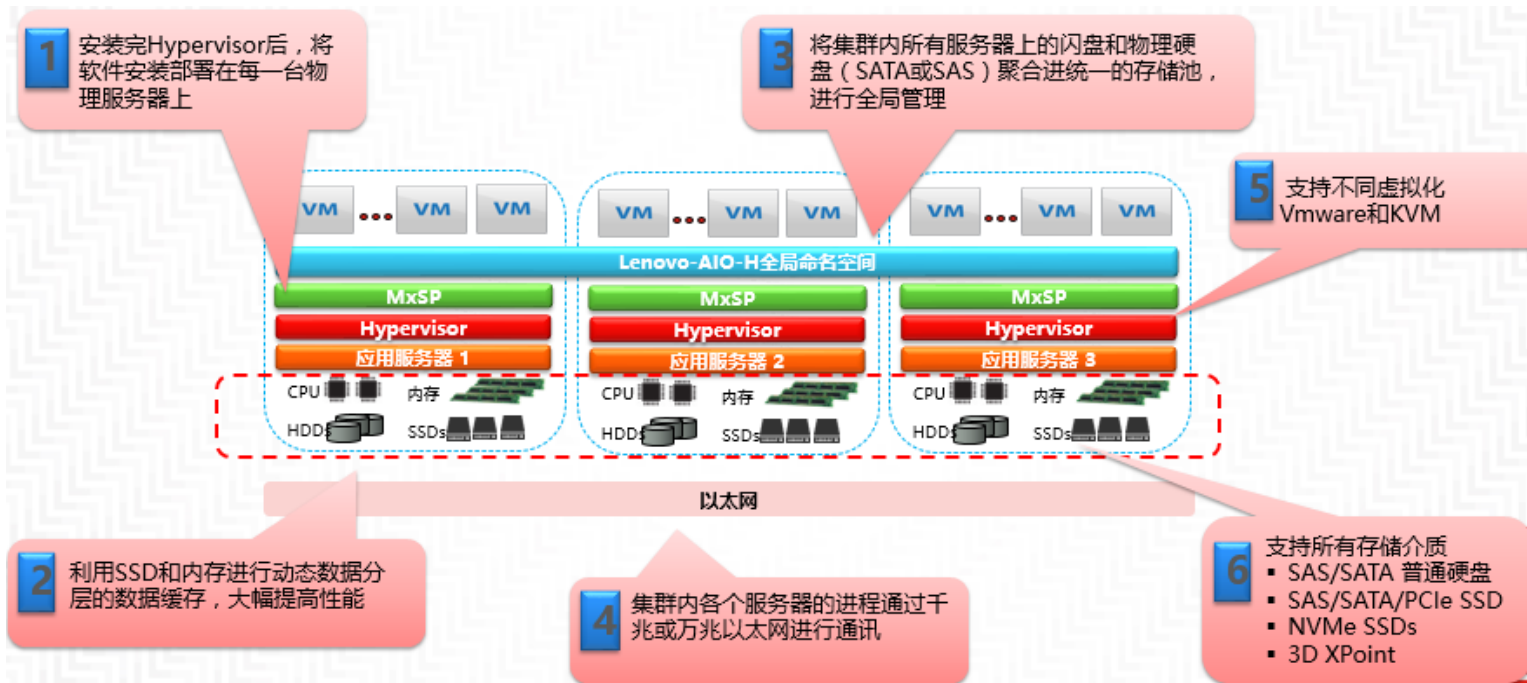 1
安装完Hypervisor后，将
软件安装部署在每一台物
理服务器上
3
将集群内所有服务器上的闪盘和物理硬
盘（SATA或SAS）聚合进统一的存储池，
进行全局管理
5
支持不同虚拟化
Vmware和KVM
VM ... VM VM
VM ... VM VM
VM ... VM VM
Lenovo-AIO-H全局命名空间
MxSP
MxSP
MxSP
Hypervisor
Hypervisor
Hypervisor
应用服务器 1
应用服务器 2
应用服务器 3
CPU 内存
CPU 内存
CPU 内存
HDDs SSDs
HDDs SSDs
HDDs SSDs
以太网
2
利用SSD和内存进行动态数据分
层的数据缓存，大幅提高性能
4
集群内各个服务器的进程通过千
兆或万兆以太网进行通讯
6
支持所有存储介质
▪ SAS/SATA 普通硬盘
▪ SAS/SATA/PCIe SSD
▪ NVMe SSDs
▪ 3D XPoint